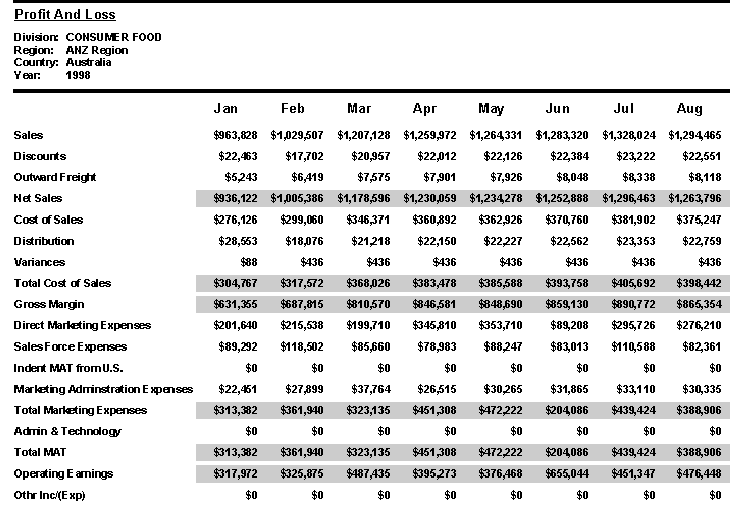 Profit And Loss
Division: CONSUMER FOOD
Region: ANZ Region
Country: Australia
Year: 1998
Jan Feb Mar Apr May Jun Jul Aug
Sales $963,828 $1,029,507 $1,207,128 $1,259,972 $1,264,331 $1,283,320 $1,328,024 $1,294,465
Discounts $22,463 $17,702 $20,957 $22,012 $22,126 $22,384 $23,222 $22,551
Outward Freight $5,243 $6,419 $7,575 $7,901 $7,926 $8,048 $8,338 $8,118
Net Sales $936,122 $1,005,386 $1,178,596 $1,230,059 $1,234,278 $1,252,888 $1,296,463 $1,263,796
Cost of Sales $276,126 $299,060 $346,371 $360,892 $362,926 $370,760 $381,902 $375,247
Distribution $28,553 $18,076 $21,218 $22,150 $22,227 $22,562 $23,353 $22,759
Variances $88 $436 $436 $436 $436 $436 $436 $436
Total Cost of Sales $304,767 $317,572 $368,026 $383,478 $385,588 $393,758 $405,692 $398,442
Gross Margin $631,355 $687,815 $810,570 $846,581 $848,690 $859,130 $890,772 $865,354
Direct Marketing Expenses $201,640 $215,538 $199,710 $345,810 $353,710 $89,208 $295,726 $276,210
Sales Force Expenses $89,292 $118,502 $85,660 $78,983 $88,247 $83,013 $110,588 $82,361
Indent MAT from U.S. $0 $0 $0 $0 $0 $0 $0 $0
Marketing Adminstration Expenses $22,451 $27,899 $37,764 $26,515 $30,265 $31,865 $33,110 $30,335
Total Marketing Expenses $313,382 $361,940 $323,135 $451,308 $472,222 $204,086 $439,424 $388,906
Admin & Technology $0 $0 $0 $0 $0 $0 $0 $0
Total MAT $313,382 $361,940 $323,135 $451,308 $472,222 $204,086 $439,424 $388,906
Operating Earnings $317,972 $325,875 $487,435 $395,273 $376,468 $655,044 $451,347 $476,448
Othr Inc/(Exp) $0 $0 $0 $0 $0 $0 $0 $0